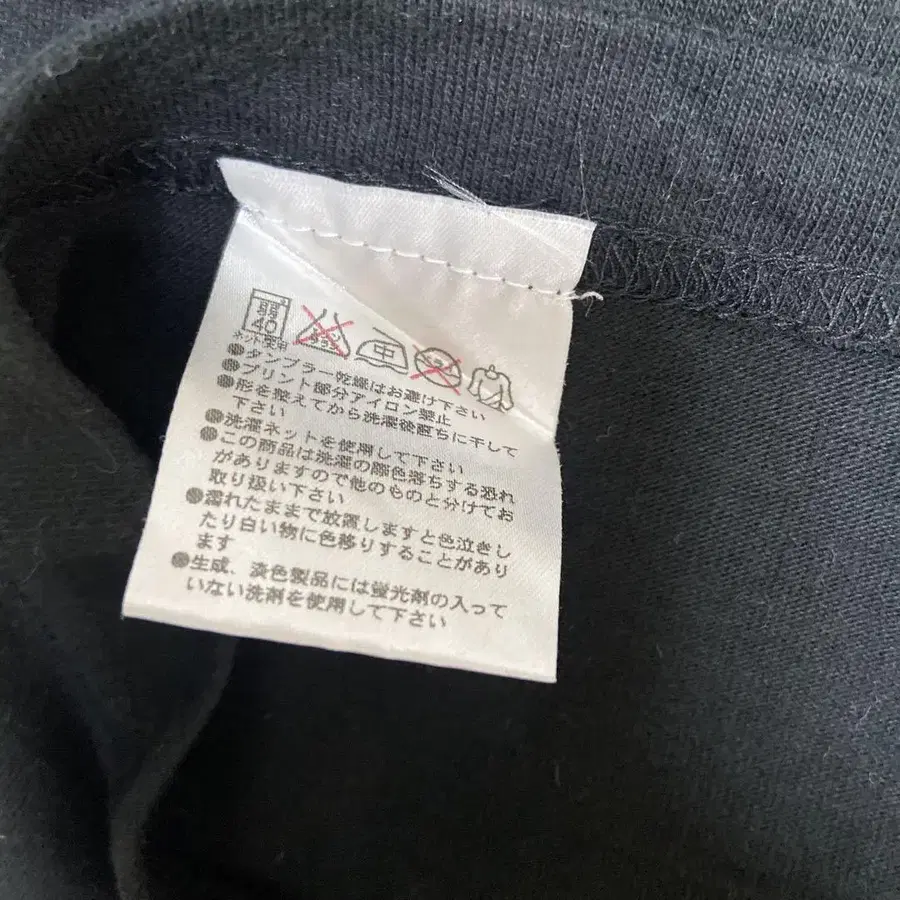 弱
40
ネット使用
中
●タンブラー乾燥はお避け下さい
●プリント部分アイロン禁止
●形を整えてから洗濯後直ちに干して
下さい
●洗濯ネットを使用して下さい
●この商品は洗濯の際色落ちする恐れ
がありますので他のものと分けてお
取り扱い下さい
●濡れたままで放置しますと色泣きし
たり白い物に色移りすることがあり
ます
●生成、淡色製品には蛍光剤の入って
いない洗剤を使用して下さい